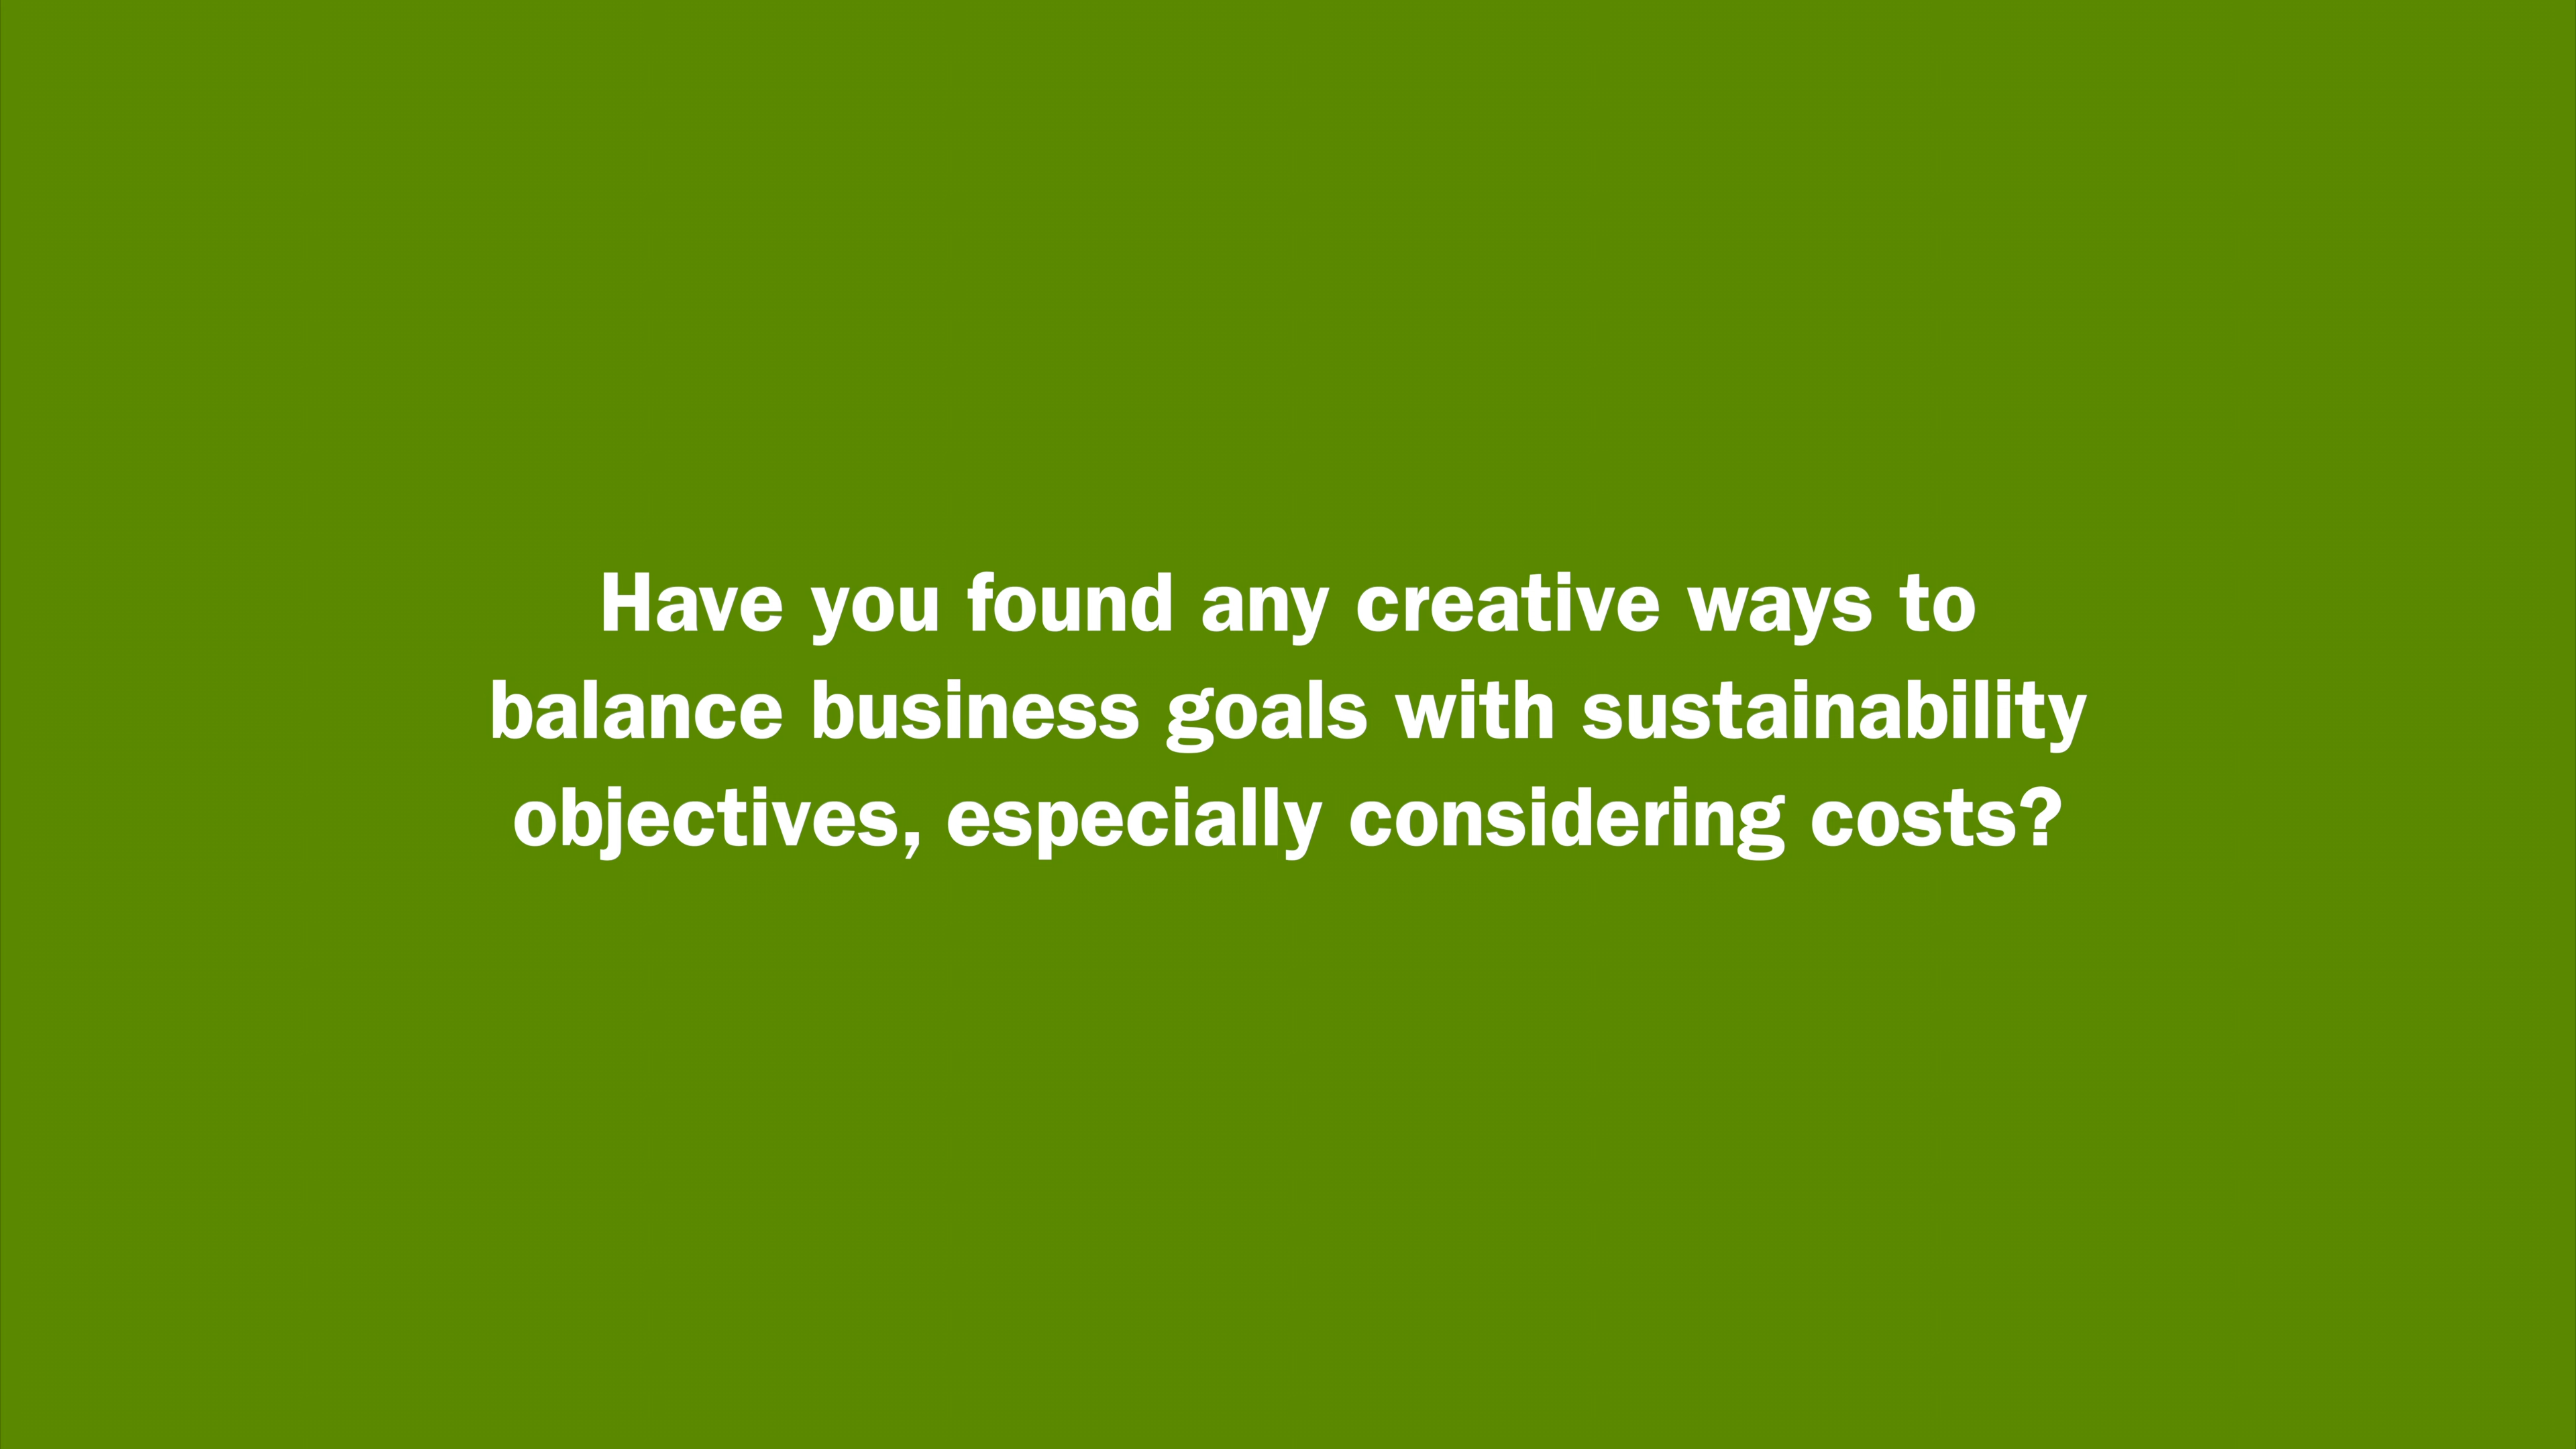 Have you found any creative ways to
balance business goals with sustainability
objectives, especially considering costs?